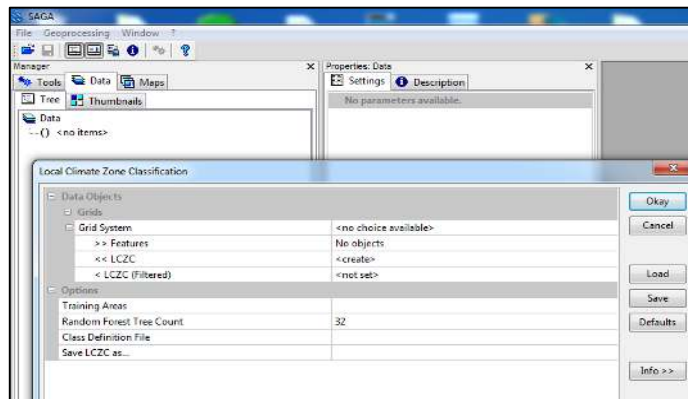 SAGA
File Geoprocessing Window ?
Manager
Tools Data Maps
Tree Thumbnails
Data
<no items>
Properties: Data
Settings Description
No parameters available.
Local Climate Zone Classification
Data Objects
Grids
Grid System <no choice available>
>> Features No objects
<< LCZC <create>
< LCZC (Filtered) <not set>
Options
Training Areas
Random Forest Tree Count 32
Class Definition File
Save LCZC as...
Okay
Cancel
Load
Save
Defaults
Info >>